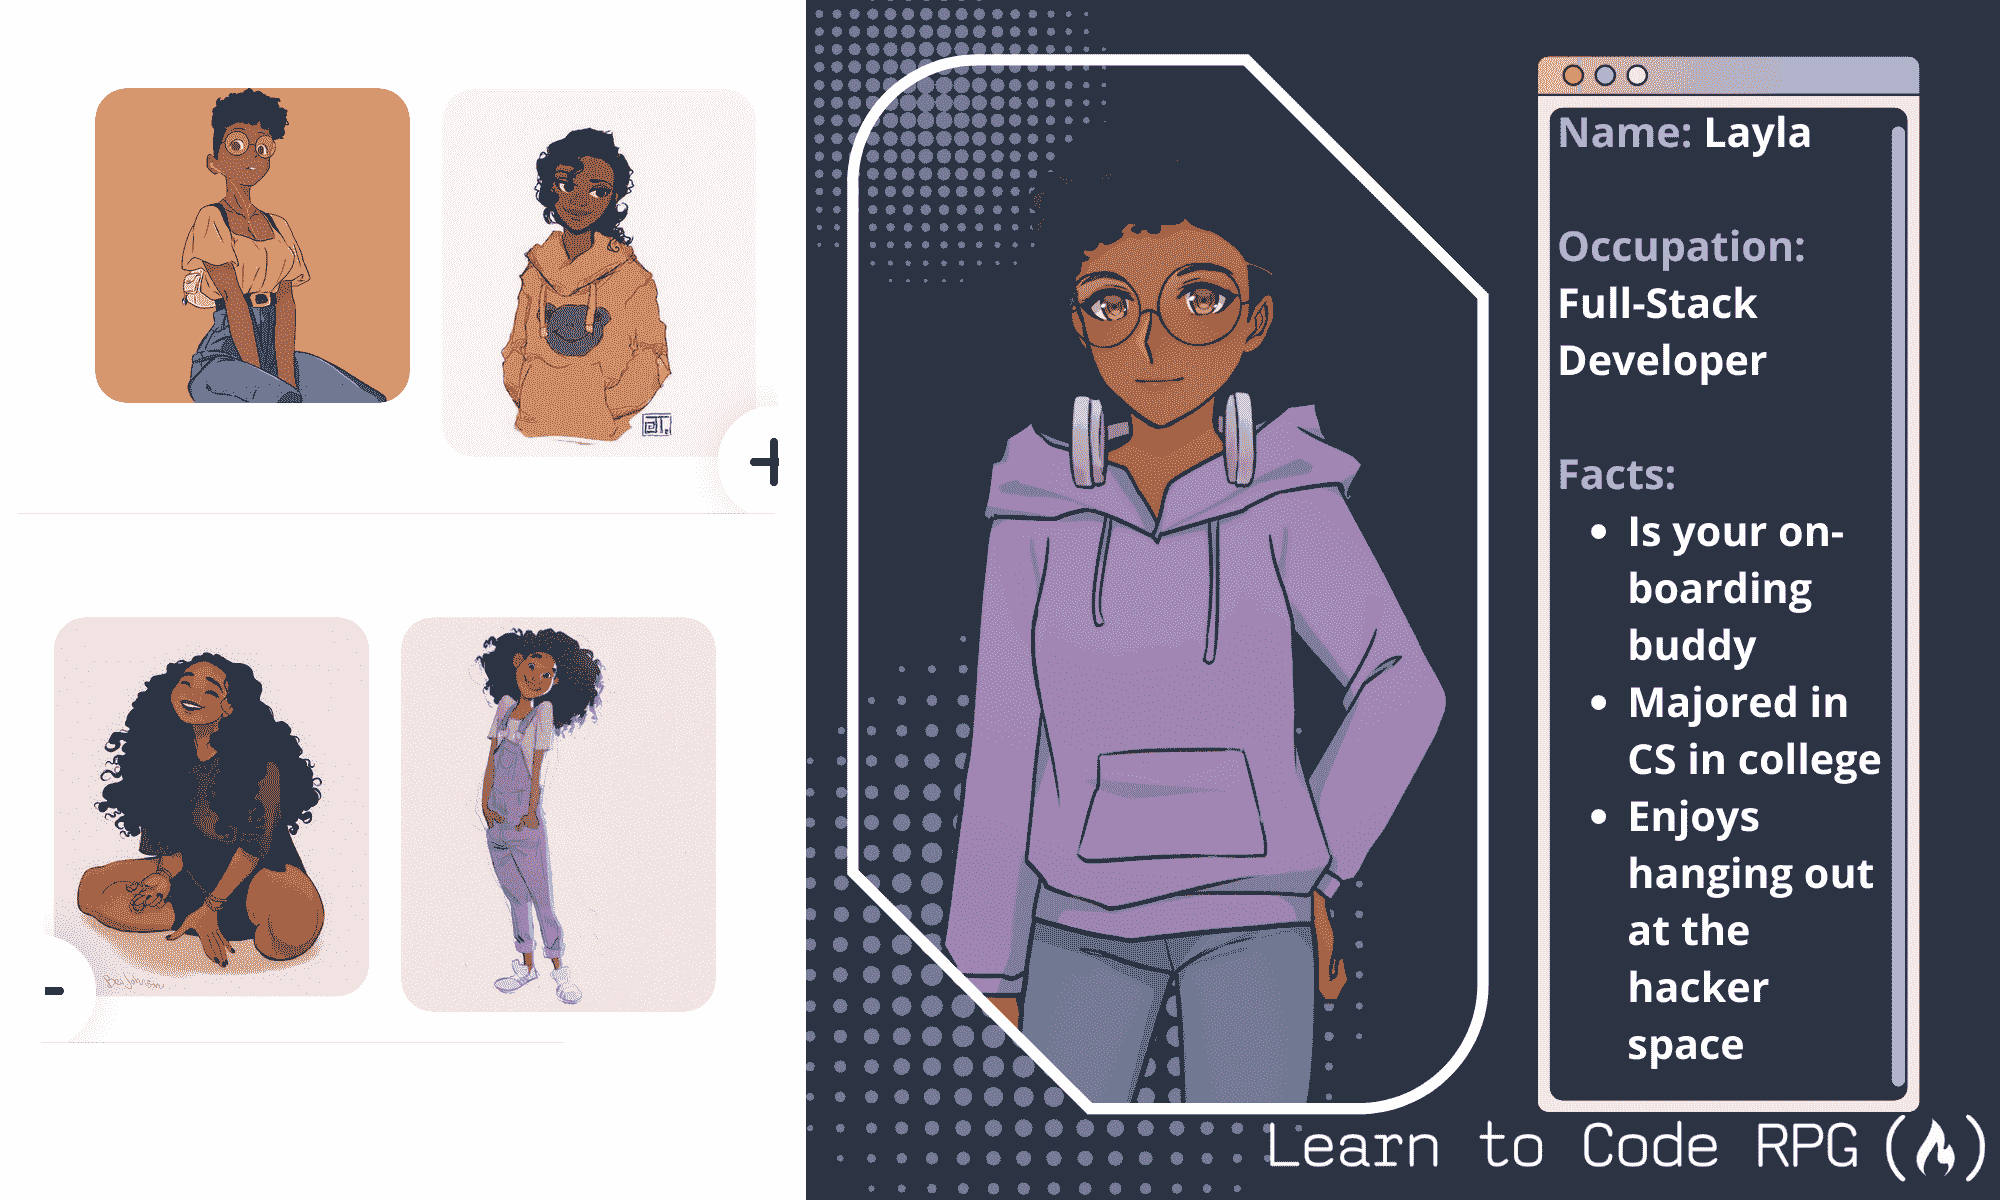 Name: Layla
Occupation:
Full-Stack
Developer
Facts:
• Is your on-
boarding
buddy
• Majored in
CS in college
• Enjoys
hanging out
at the
hacker
space
Learn to Code RPG